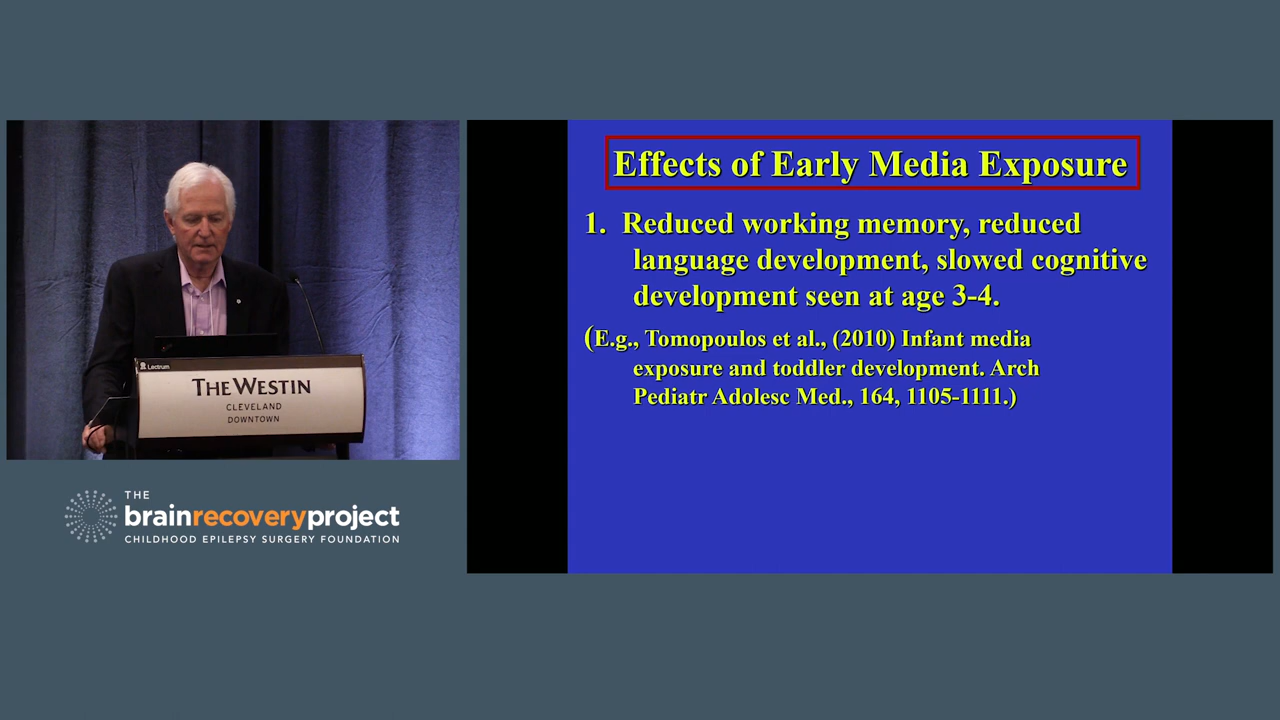 Lectrum
THE WESTIN
CLEVELAND
DOWNTOWN
THE
brainrecoveryproject
CHILDHOOD EPILEPSY SURGERY FOUNDATION
Effects of Early Media Exposure
1. Reduced working memory, reduced
language development, slowed cognitive
development seen at age 3-4.
(E.g., Tomopoulos et al., (2010) Infant media
exposure and toddler development. Arch
Pediatr Adolesc Med., 164, 1105-1111.)